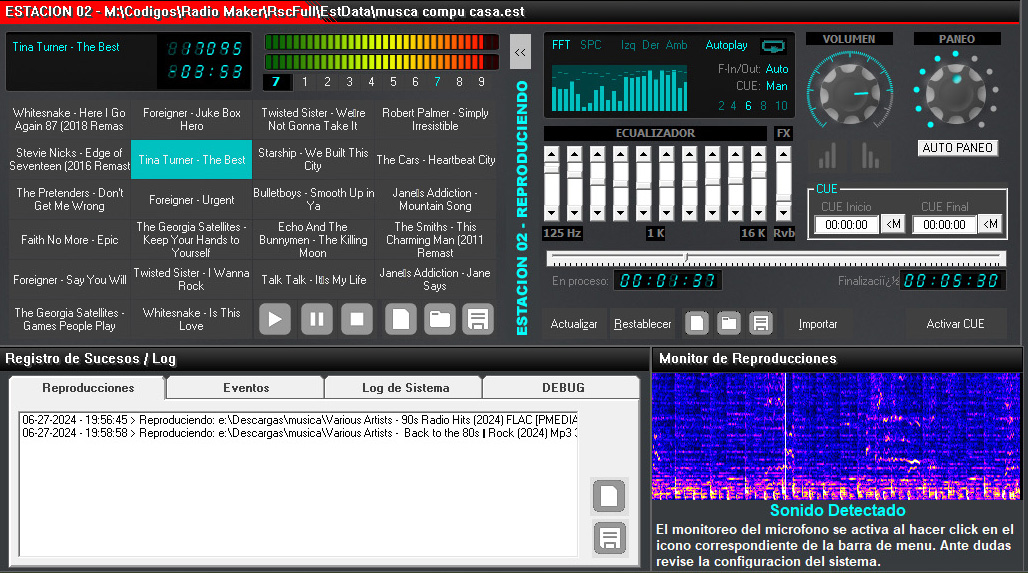 ESTACION 02 - M:\Codigos\Radio Maker\RscFull\EstData\musca compu casa.est
Tina Turner - The Best
17095
03:53
7 1 2 3 4 5 6 7 8 9
<<
Whitesnake - Here I Go
Again 87 (2018 Remas
Foreigner - Juke Box
Hero
Twisted Sister - We▯re
Not Gonna Take It
Robert Palmer - Simply
Irresistible
Stevie Nicks - Edge of
Seventeen (2016 Remast
Tina Turner - The Best
Starship - We Built This
City
The Cars - Heartbeat City
The Pretenders - Don't
Get Me Wrong
Foreigner - Urgent
Bulletboys - Smooth Up in
Ya
Jane▯s Addiction -
Mountain Song
Faith No More - Epic
The Georgia Satellites -
Keep Your Hands to
Yourself
Echo And The
Bunnymen - The Killing
Moon
The Smiths - This
Charming Man (2011
Remast
Foreigner - Say You Will
Twisted Sister - I Wanna
Rock
Talk Talk - It▯s My Life
Jane▯s Addiction - Jane
Says
The Georgia Satellites -
Games People Play
Whitesnake - Is This
Love
ESTACION 02 - REPRODUCIENDO
FFT SPC Izq Der Amb Autoplay
F-In/Out: Auto
CUE: Man
2 4 6 8 10
VOLUMEN
PANEO
AUTO PANEO
ECUALIZADOR
FX
125 Hz 1 K 16 K Rvb
CUE
CUE Inicio CUE Final
00:00:00 <M 00:00:00 <M
En proceso: 00:01:37
Finalizaciï¿½ 00:05:30
Actualizar Restablecer Importar Activar CUE
Registro de Sucesos / Log
Reproducciones Eventos Log de Sistema DEBUG
06-27-2024 - 19:56:45 > Reproduciendo: e:\Descargas\musica\Various Artists - 90s Radio Hits (2024) FLAC [PMEDIA
06-27-2024 - 19:58:58 > Reproduciendo: e:\Descargas\musica\Various Artists - Back to the 80s ▯ Rock (2024) Mp3 3
Monitor de Reproducciones
Sonido Detectado
El monitoreo del microfono se activa al hacer click en el
icono correspondiente de la barra de menu. Ante dudas
revise la configuracion del sistema.